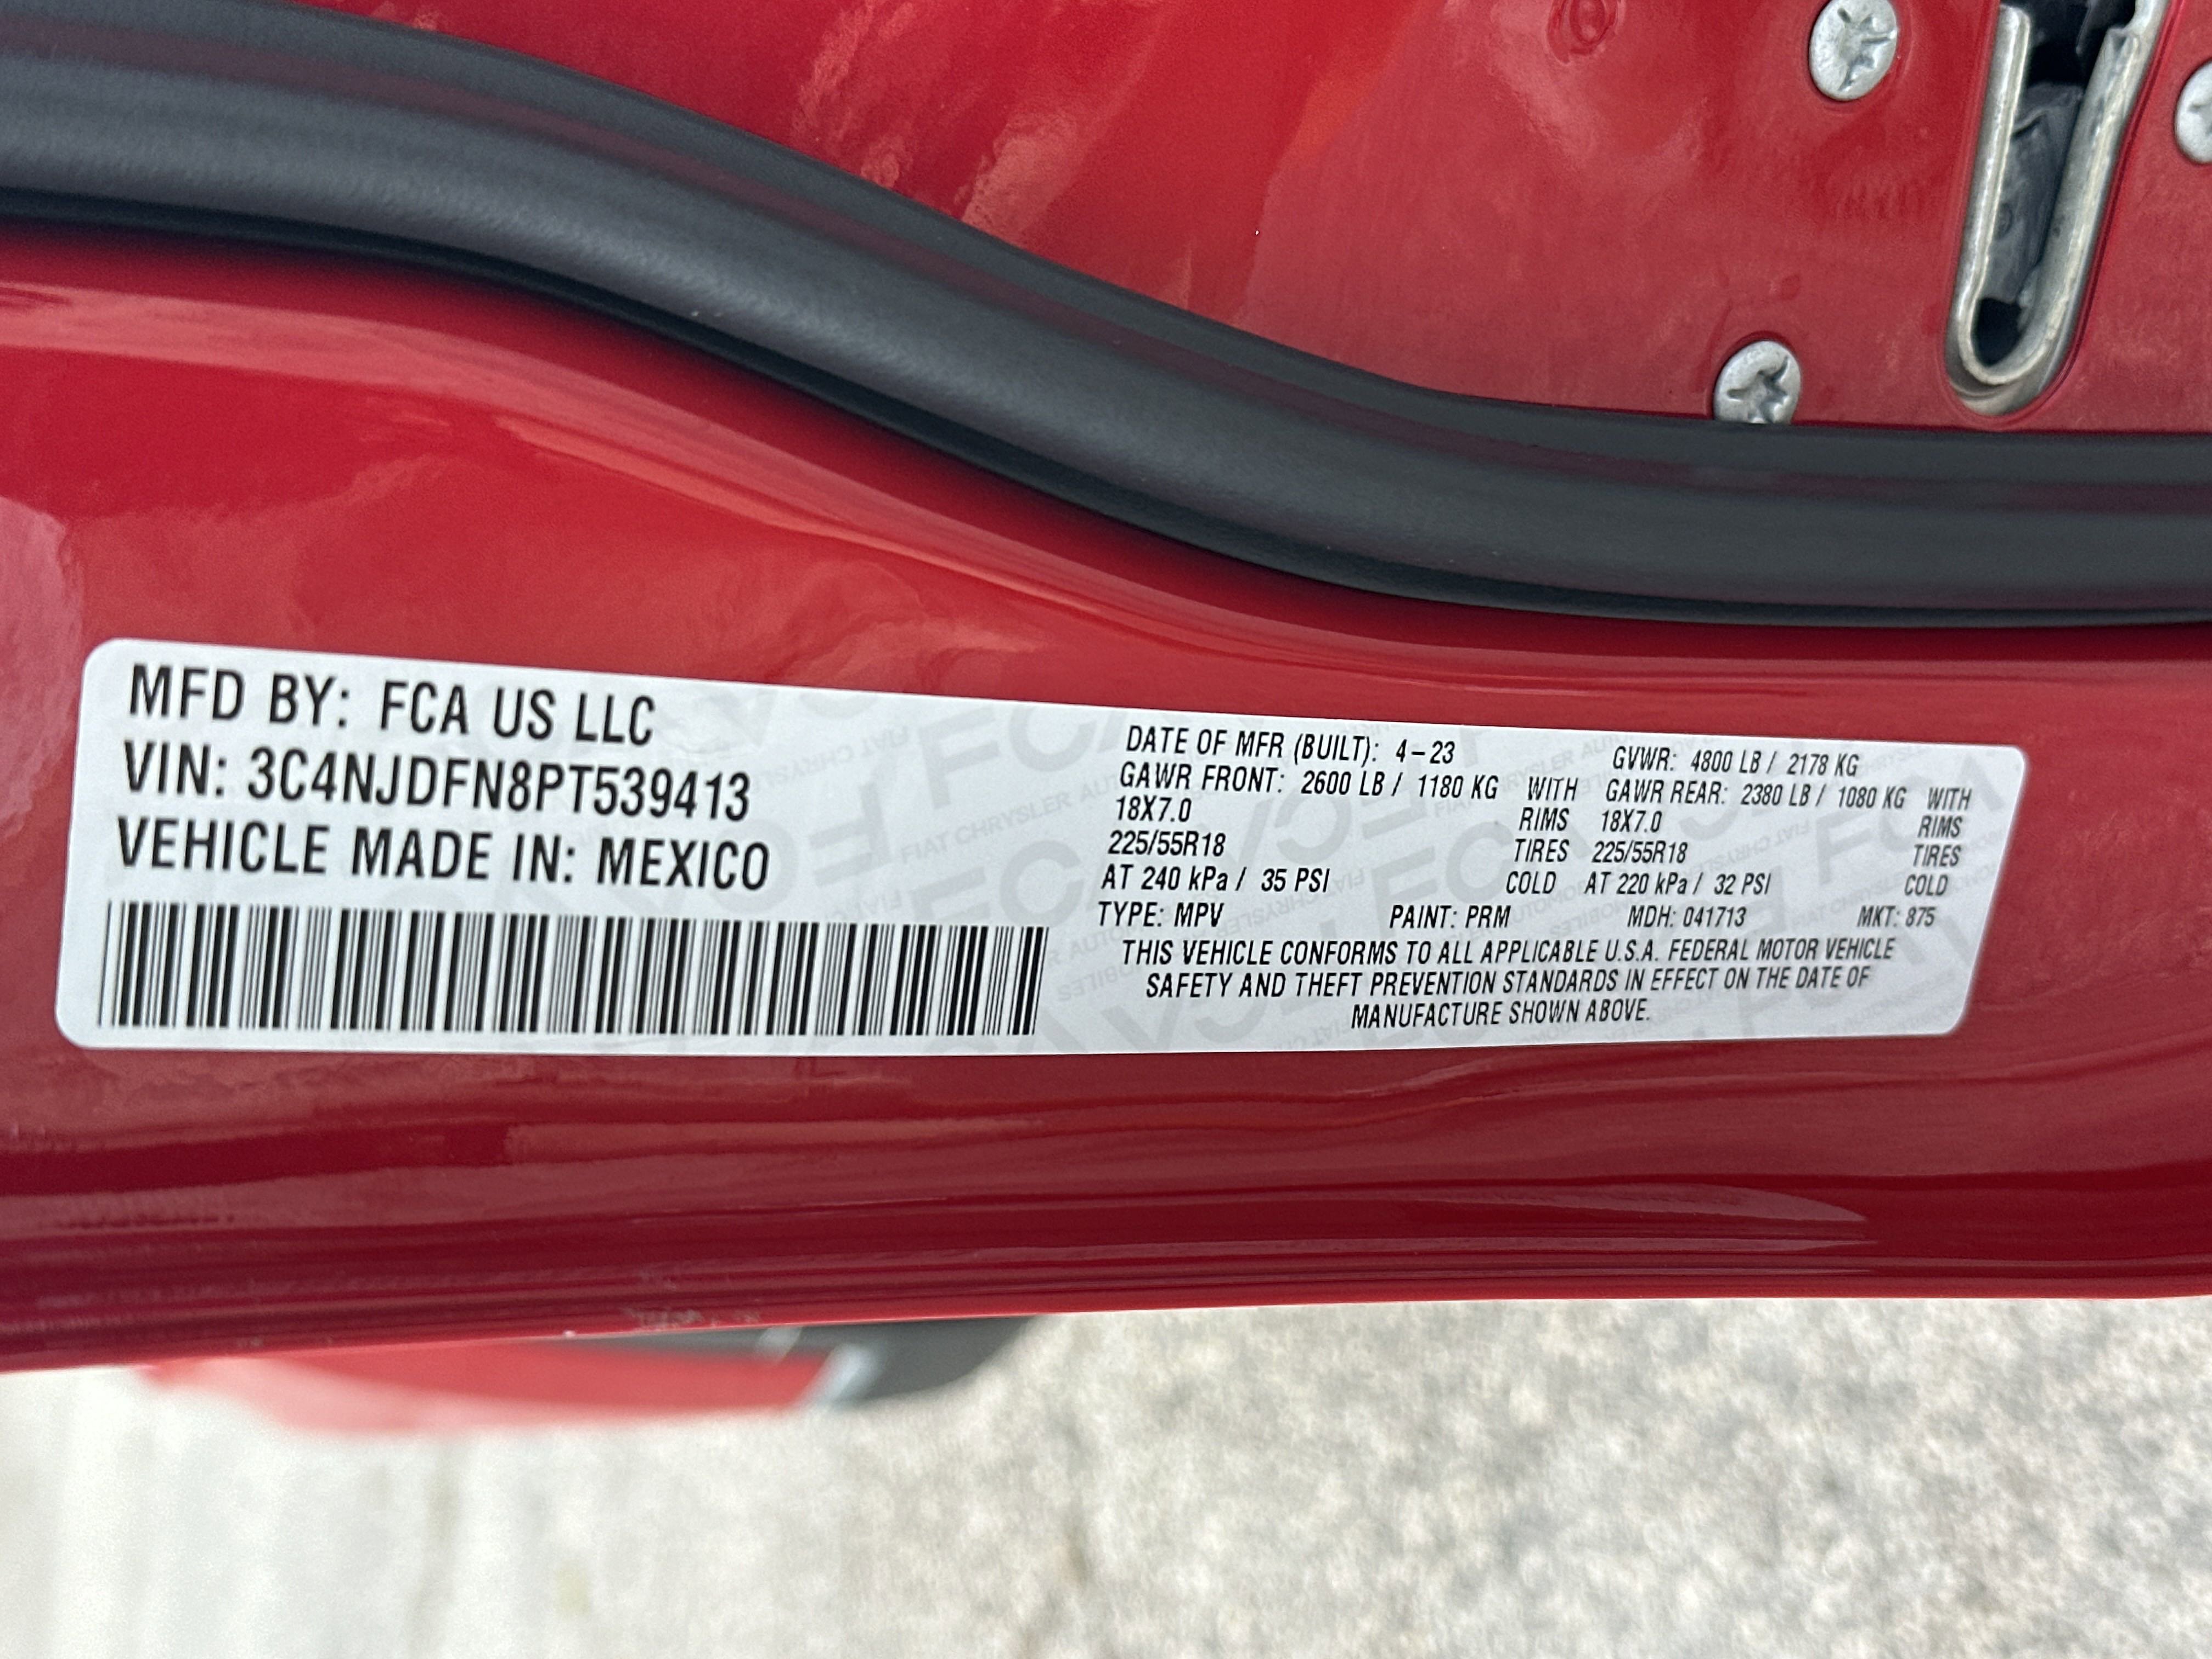 MFD BY: FCA US LLC
VIN: 3C4NJDFN8PT539413
VEHICLE MADE IN: MEXICO
DATE OF MFR (BUILT): 4-23 GVWR: 4800 LB / 2178 KG
GAWR FRONT: 2600 LB / 1180 KG WITH GAWR REAR: 2380 LB / 1080 KG WITH
18X7.0 RIMS 18X7.0 RIMS
225/55R18 TIRES 225/55R18 TIRES
AT 240 kPa / 35 PSI COLD AT 220 kPa / 32 PSI COLD
TYPE: MPV PAINT: PRM MDH: 041713 MKT: 875
THIS VEHICLE CONFORMS TO ALL APPLICABLE U.S.A. FEDERAL MOTOR VEHICLE
SAFETY AND THEFT PREVENTION STANDARDS IN EFFECT ON THE DATE OF
MANUFACTURE SHOWN ABOVE.